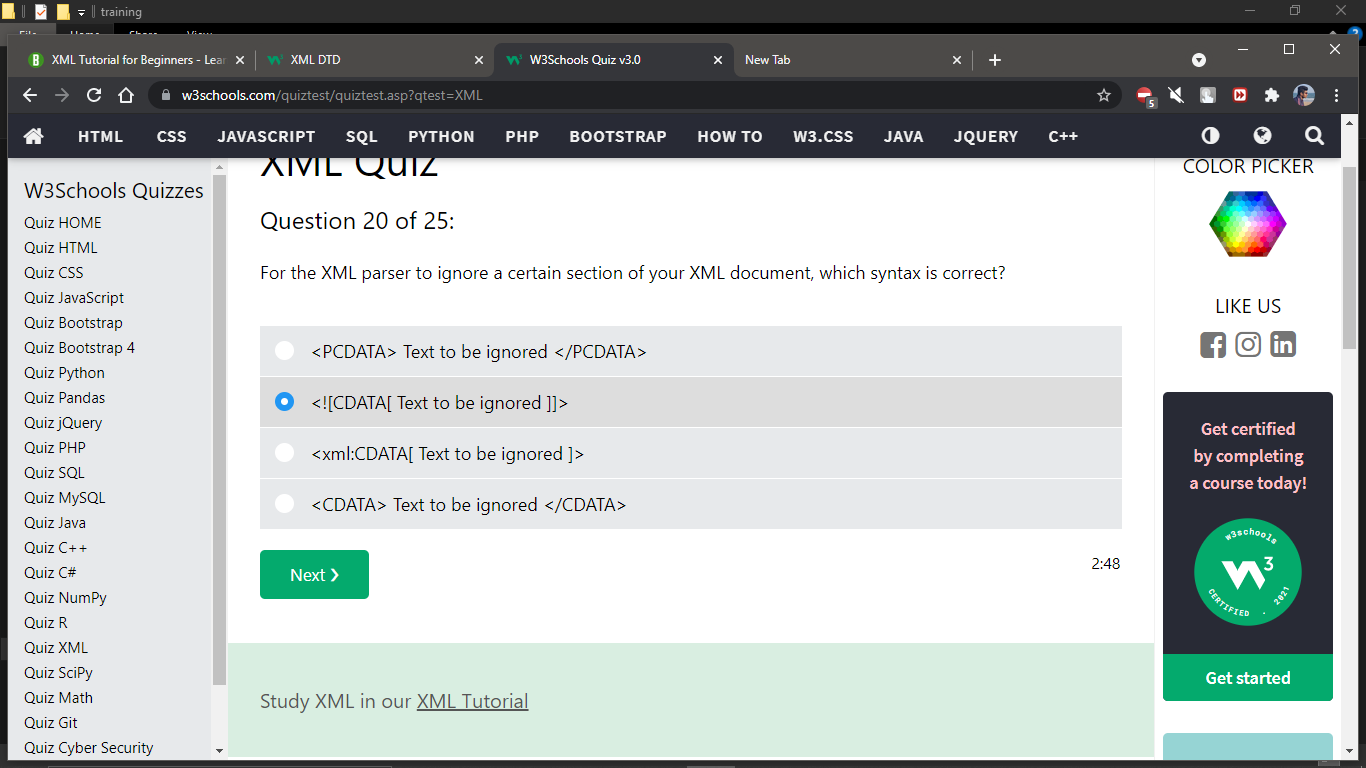 training
File Home Share View
XML Tutorial for Beginners - Lear
XML DTD
W3Schools Quiz v3.0
New Tab
w3schools.com/quiztest/quiztest.asp?qtest=XML
5
HTML CSS JAVASCRIPT SQL PYTHON PHP BOOTSTRAP HOW TO W3.CSS JAVA JQUERY C++
W3Schools Quizzes
Quiz HOME
Quiz HTML
Quiz CSS
Quiz JavaScript
Quiz Bootstrap
Quiz Bootstrap 4
Quiz Python
Quiz Pandas
Quiz jQuery
Quiz PHP
Quiz SQL
Quiz MySQL
Quiz Java
Quiz C++
Quiz C#
Quiz NumPy
Quiz R
Quiz XML
Quiz SciPy
Quiz Math
Quiz Git
Quiz Cyber Security
XML Quiz
Question 20 of 25:
For the XML parser to ignore a certain section of your XML document, which syntax is correct?
<PCDATA> Text to be ignored </PCDATA>
<![CDATA[ Text to be ignored ]]>
<xml:CDATA[ Text to be ignored ]>
<CDATA> Text to be ignored </CDATA>
Next ❯
2:48
Study XML in our XML Tutorial
COLOR PICKER
LIKE US
Get certified
by completing
a course today!
w3schools
3
CERTIFIED . 2021
Get started